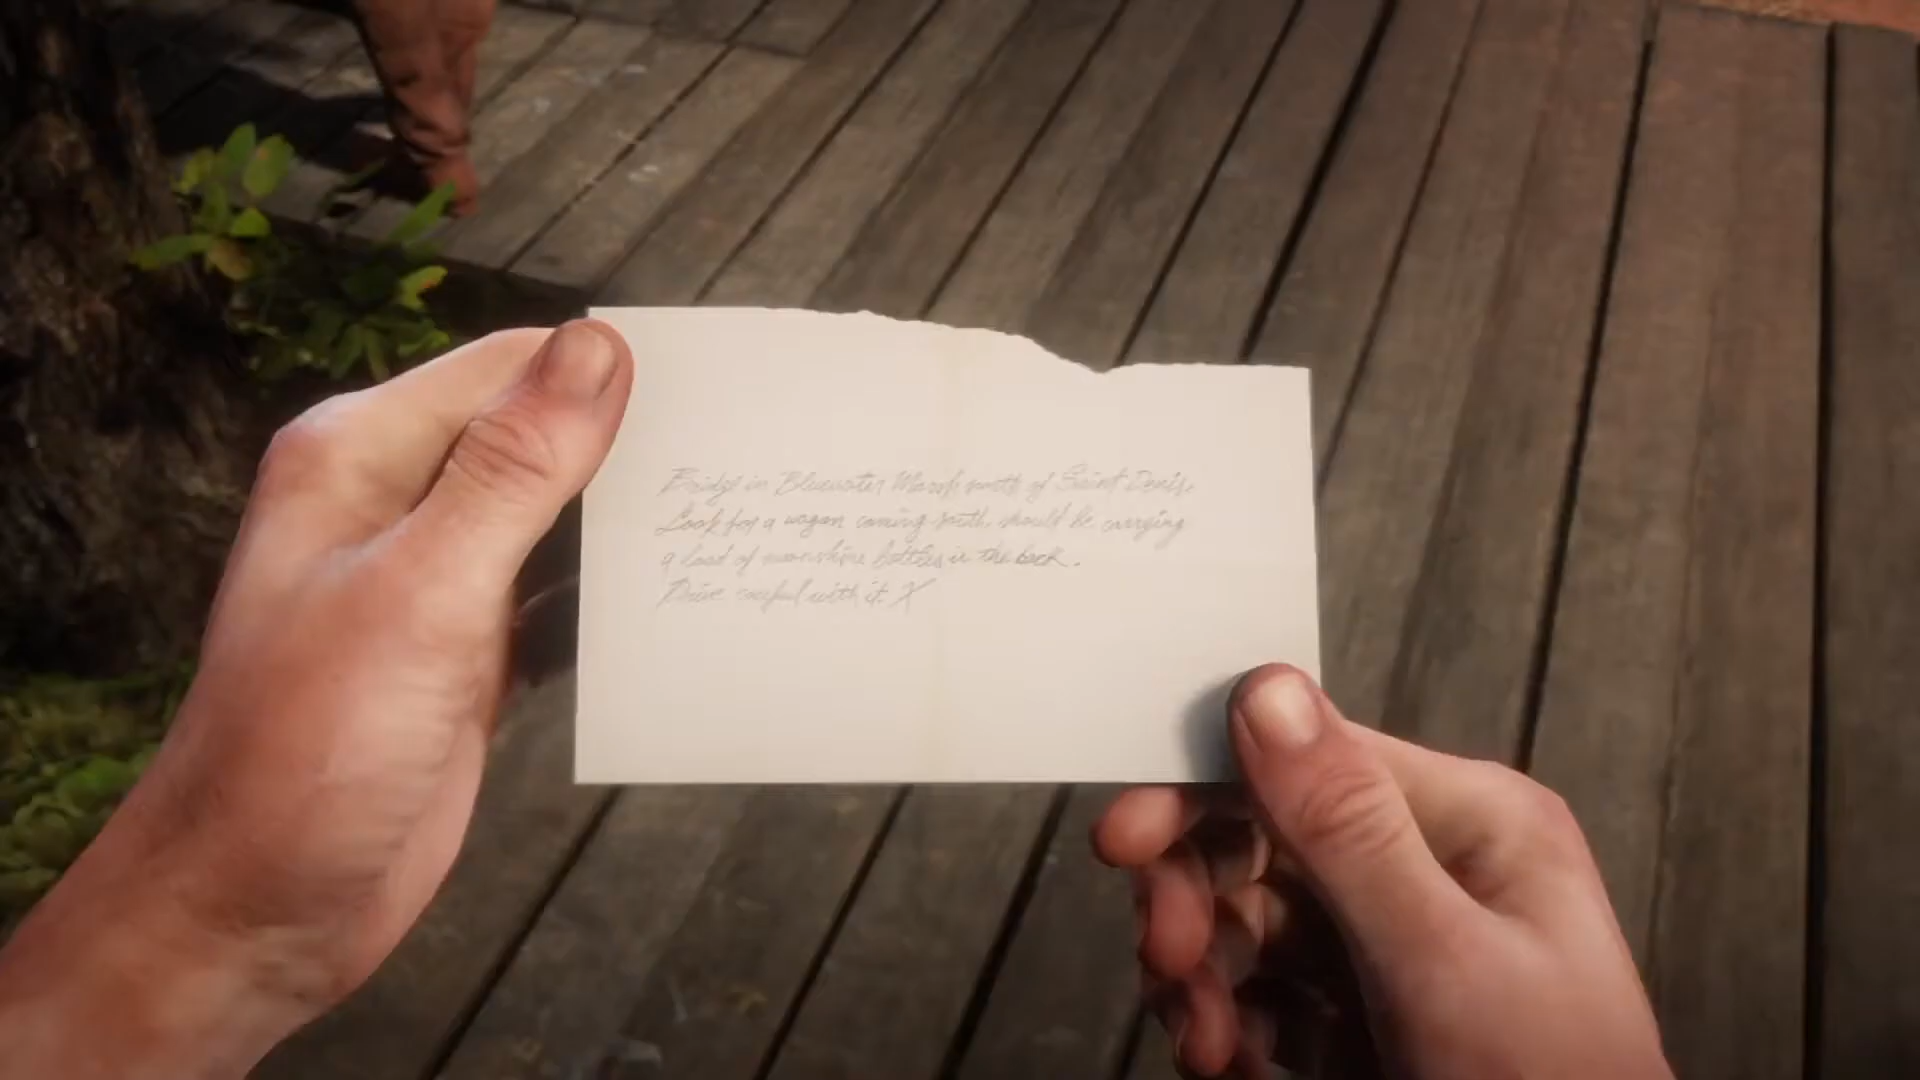 Bridge in Bluewater Marsh north of Saint Denis.
Look for a wagon coming south, should be carrying
a load of moonshine bottles in the back.
Drive careful with it. X